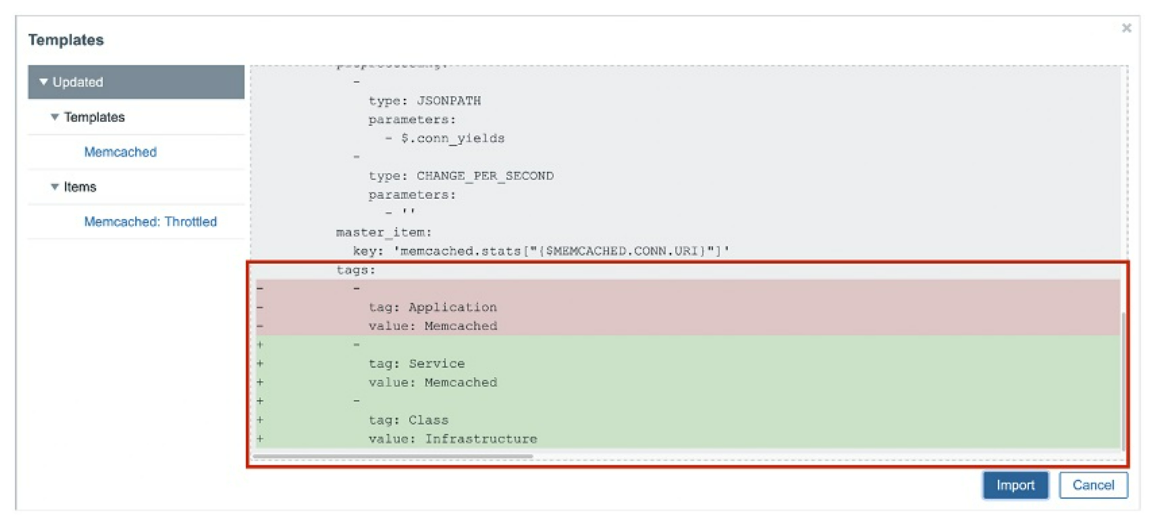 Templates
Updated
Templates
Memcached
Items
Memcached: Throttled
-
type: JSONPATH
parameters:
- $.conn_yields
-
type: CHANGE_PER_SECOND
parameters:
- ''
master_item:
key: 'memcached.stats["{$MEMCACHED.CONN.URI}"]'
tags:
- -
- tag: Application
- value: Memcached
+ -
+ tag: Service
+ value: Memcached
+ -
+ tag: Class
+ value: Infrastructure
Import Cancel